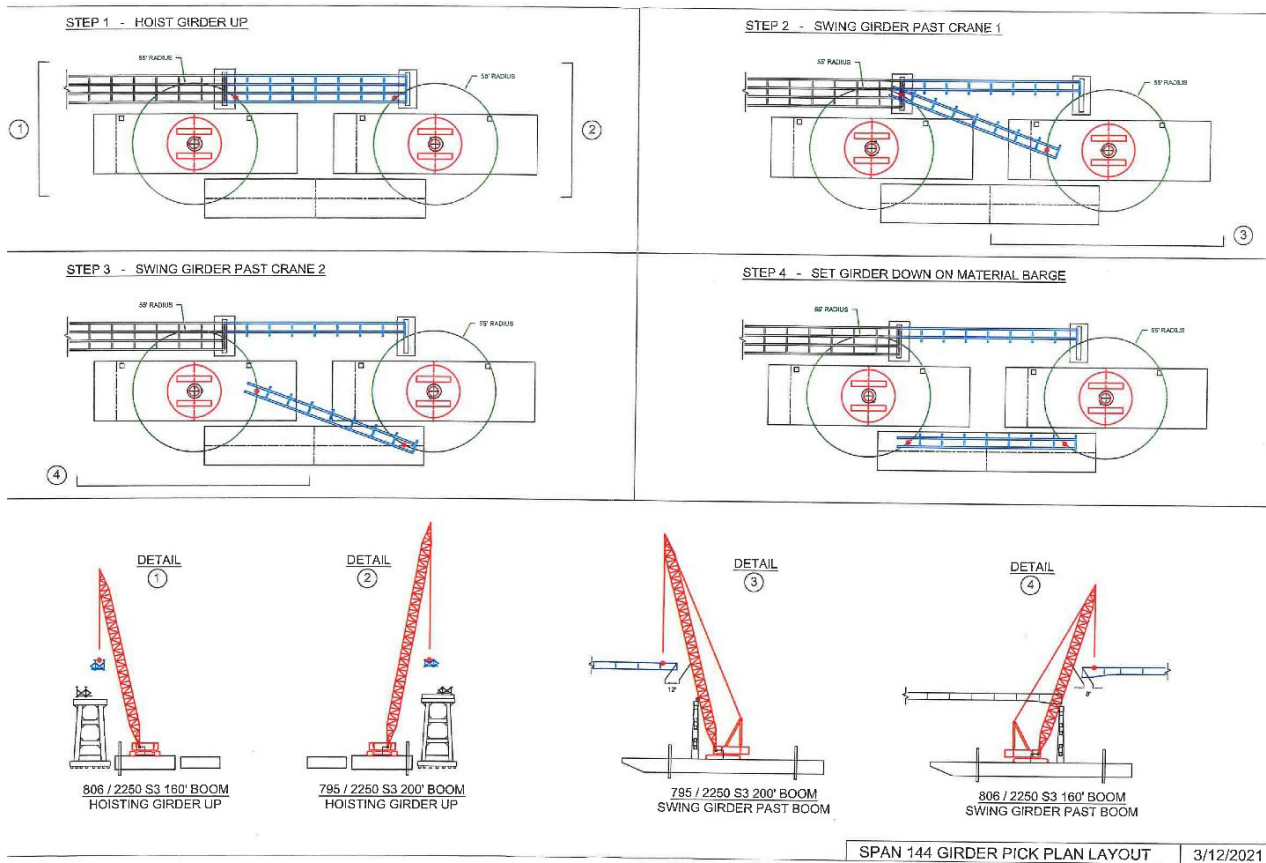 STEP 1 - HOIST GIRDER UP
55' RADIUS
55' RADIUS
1
2
STEP 2 - SWING GIRDER PAST CRANE 1
55' RADIUS
55' RADIUS
3
STEP 3 - SWING GIRDER PAST CRANE 2
55' RADIUS
55' RADIUS
4
STEP 4 - SET GIRDER DOWN ON MATERIAL BARGE
55' RADIUS
55' RADIUS
DETAIL
1
806 / 2250 S3 160' BOOM
HOISTING GIRDER UP
DETAIL
2
795 / 2250 S3 200' BOOM
HOISTING GIRDER UP
DETAIL
3
12'
795 / 2250 S3 200' BOOM
SWING GIRDER PAST BOOM
DETAIL
4
806 / 2250 S3 160' BOOM
SWING GIRDER PAST BOOM
SPAN 144 GIRDER PICK PLAN LAYOUT 3/12/2021